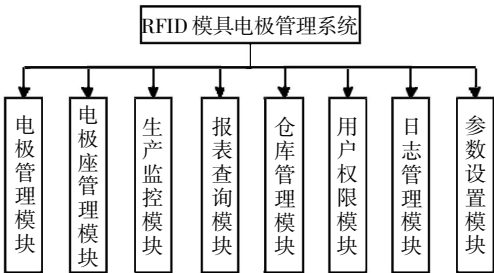 RFID 模具电极管理系统
电极管理模块
电极座管理模块
生产监控模块
报表查询模块
仓库管理模块
用户权限模块
日志管理模块
参数设置模块